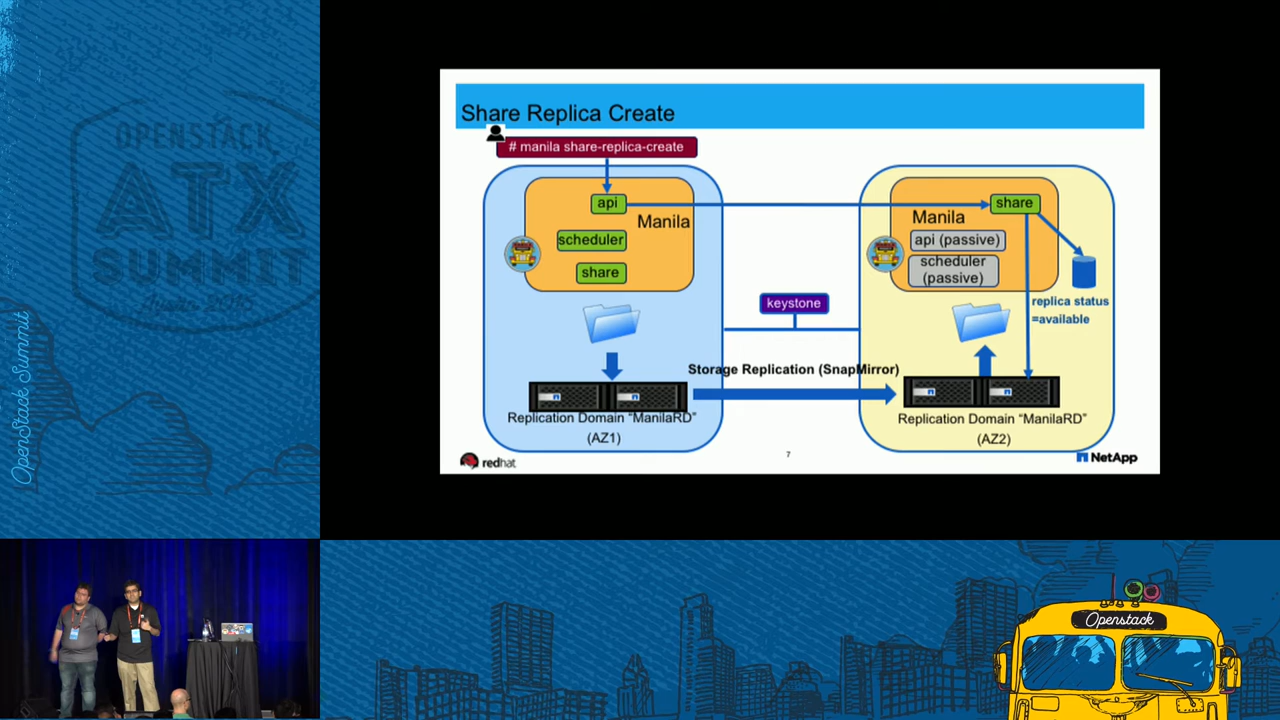 OPENSTACK
ATX
SUMMIT
Austin
OpenStack Summit
Share Replica Create
# manila share-replica-create
api
Manila
scheduler
share
share
Manila
api (passive)
scheduler
(passive)
replica status
=available
keystone
Storage Replication (SnapMirror)
Replication Domain “ManilaRD”
(AZ1)
Replication Domain “ManilaRD”
(AZ2)
redhat
7
NetApp
Openstack